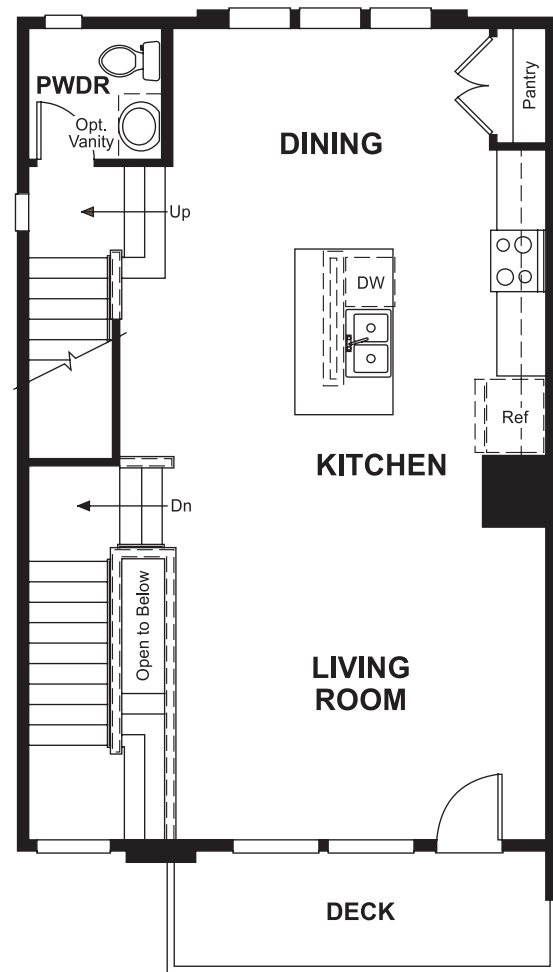 PWDR
Opt.
Vanity
DINING
Pantry
Up
DW
Ref
KITCHEN
Dn
Open to Below
LIVING
ROOM
DECK